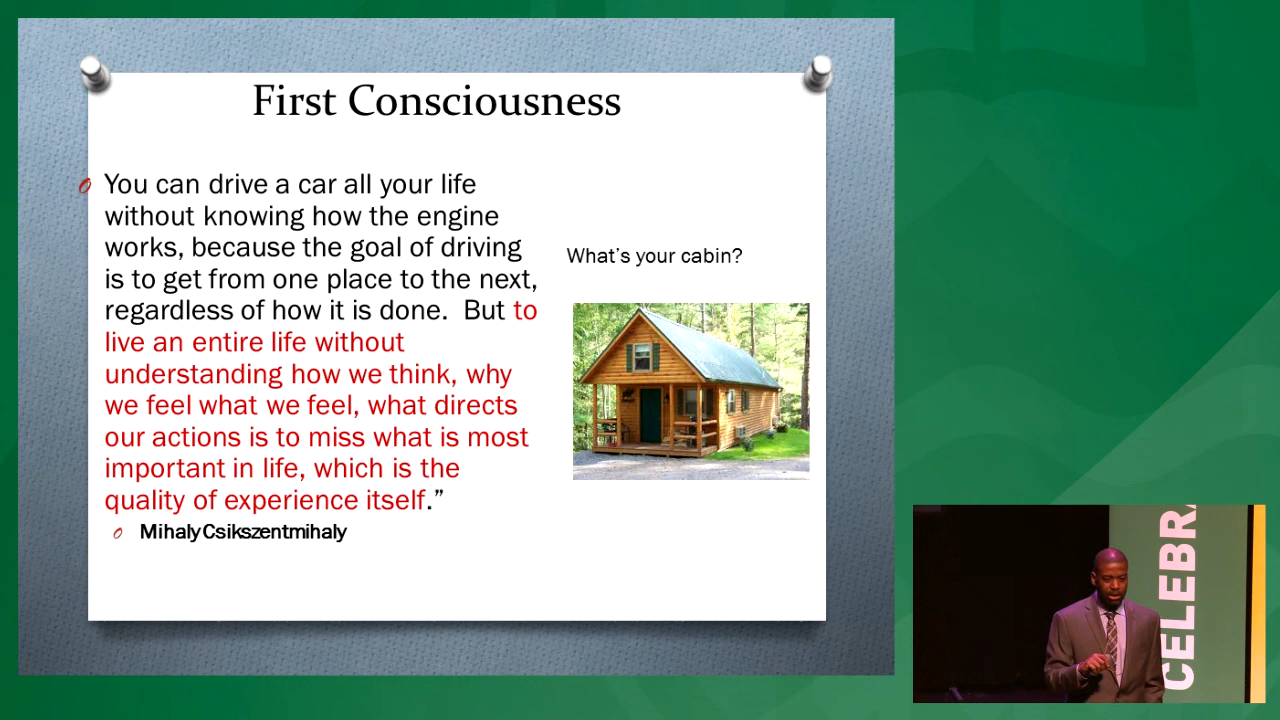 First Consciousness
You can drive a car all your life
without knowing how the engine
works, because the goal of driving
is to get from one place to the next,
regardless of how it is done.  But to
live an entire life without
understanding how we think, why
we feel what we feel, what directs
our actions is to miss what is most
important in life, which is the
quality of experience itself.”
Mihaly Csikszentmihaly
What’s your cabin?
CELEBRA